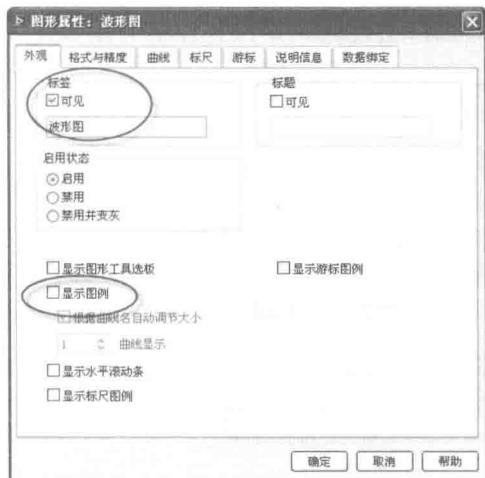 图形属性：波形图
外观 格式与精度 曲线 标尺 游标 说明信息 数据绑定
标签 标题
可见 可见
波形图
启用状态
启用
禁用
禁用并变灰
显示图形工具选板 显示游标图例
显示图例
根据曲线名自动调节大小
1 曲线显示
显示水平滚动条
显示标尺图例
确定 取消 帮助